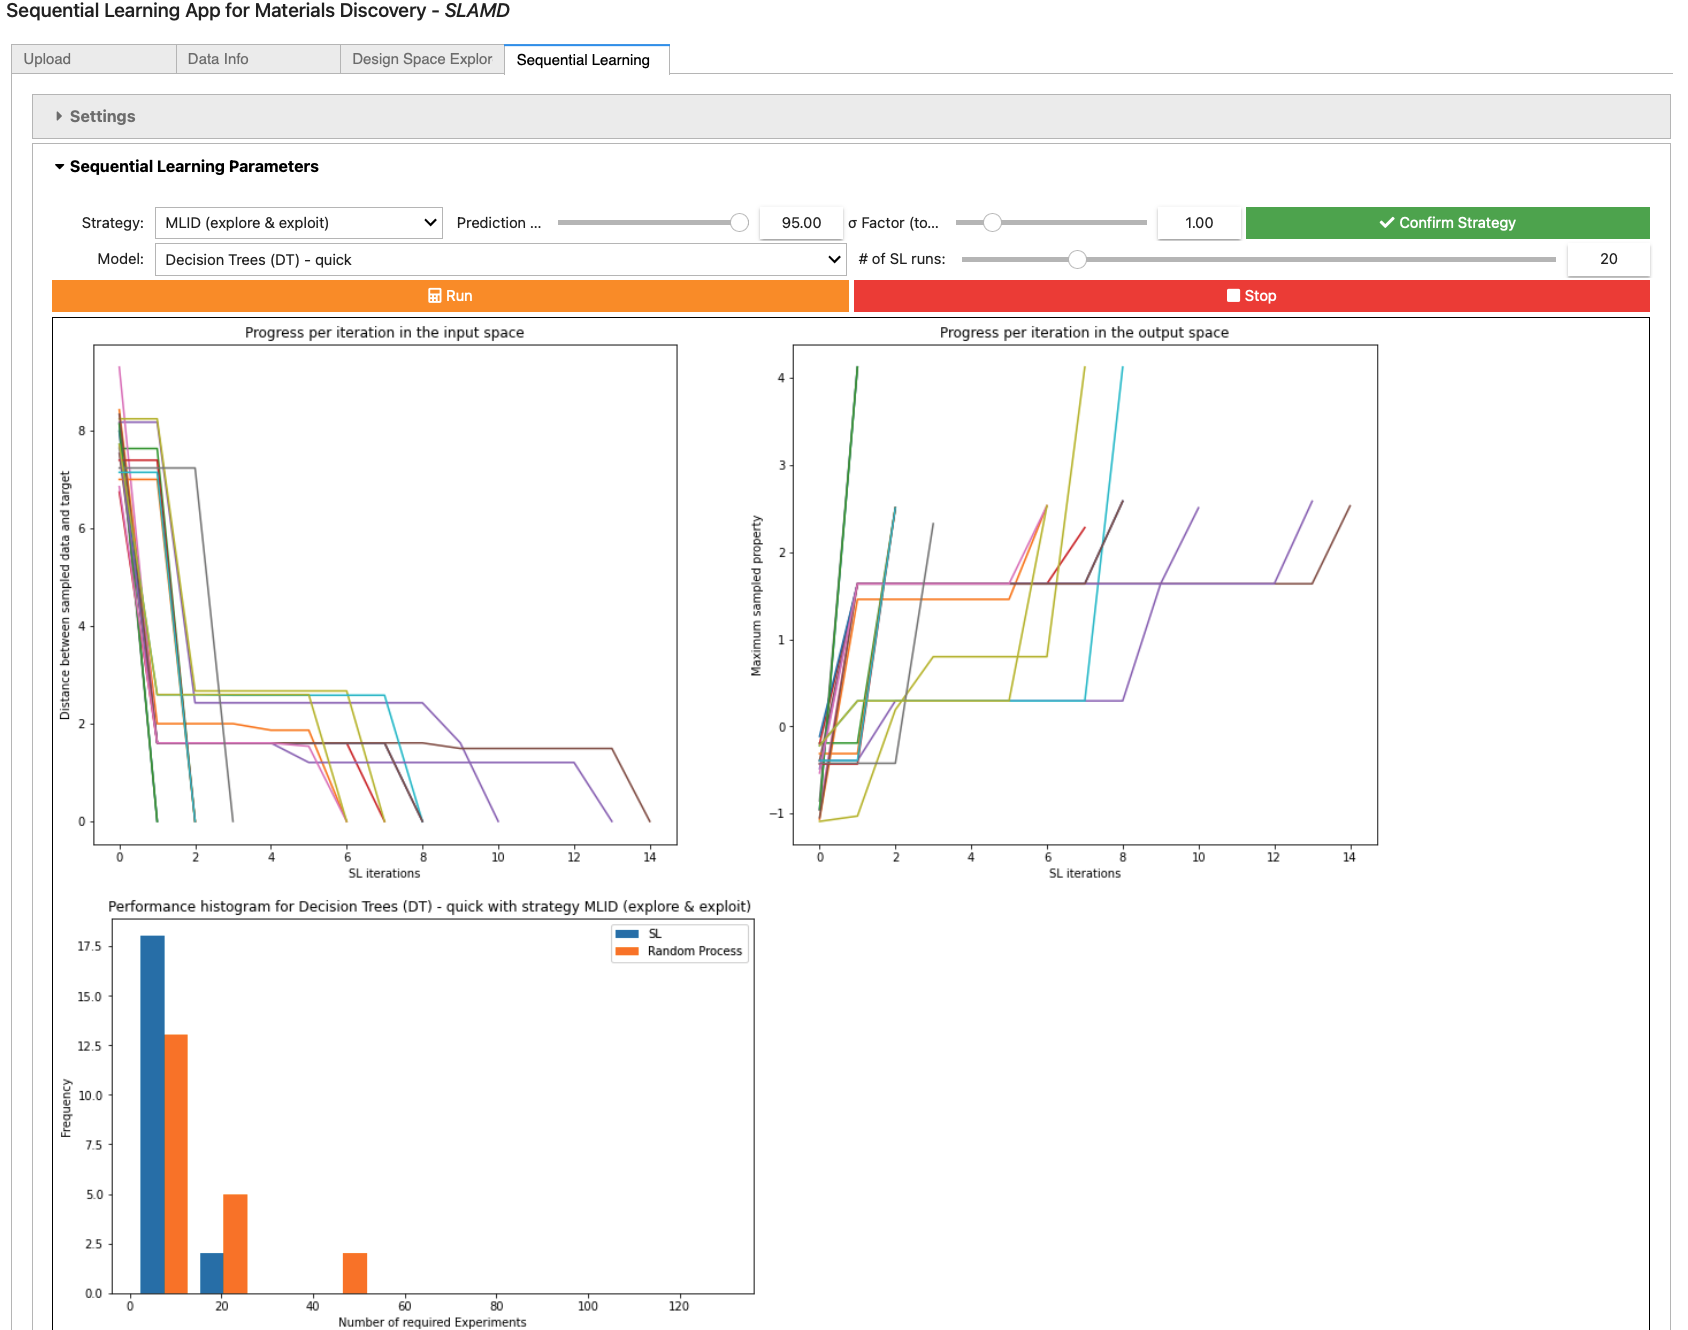 Sequential Learning App for Materials Discovery - SLAMD
Upload
Data Info
Design Space Explor
Sequential Learning
Settings
Sequential Learning Parameters
Strategy:
MLID (explore & exploit)
Prediction ...
95.00
σ Factor (to...
1.00
Confirm Strategy
Model:
Decision Trees (DT) - quick
# of SL runs:
20
Run
Stop
Progress per iteration in the input space
Distance between sampled data and target
8
6
4
2
0
0 2 4 6 8 10 12 14
SL iterations
Progress per iteration in the output space
Maximum sampled property
4
3
2
1
0
−1
0 2 4 6 8 10 12 14
SL iterations
Performance histogram for Decision Trees (DT) - quick with strategy MLID (explore & exploit)
SL
Random Process
Frequency
17.5
15.0
12.5
10.0
7.5
5.0
2.5
0.0
0 20 40 60 80 100 120
Number of required Experiments